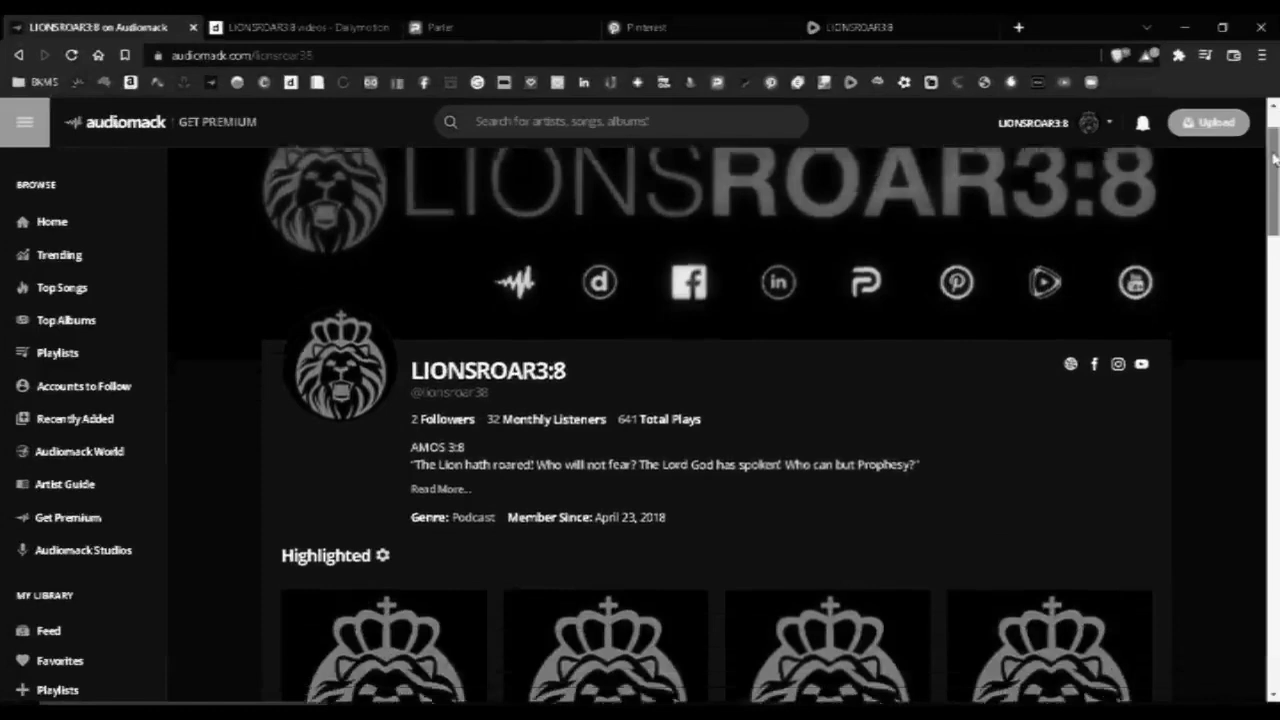 LIONSROAR3:8 on Audiomack
LIONSROAR3:8 videos - Dailymotion
Parler
Pinterest
LIONSROAR3:8
audiomack.com/lionsroar38
BKMS
audiomack
GET PREMIUM
Search for artists, songs, albums!
LIONSROAR3:8
Upload
BROWSE
Home
Trending
Top Songs
Top Albums
Playlists
Accounts to Follow
Recently Added
Audiomack World
Artist Guide
Get Premium
Audiomack Studios
MY LIBRARY
Feed
Favorites
Playlists
LIONSROAR3:8
LIONSROAR3:8
@lionsroar38
2 Followers 32 Monthly Listeners 641 Total Plays
AMOS 3:8
"The Lion hath roared! Who will not fear? The Lord God has spoken! Who can but Prophesy?"
Read More...
Genre: Podcast Member Since: April 23, 2018
Highlighted